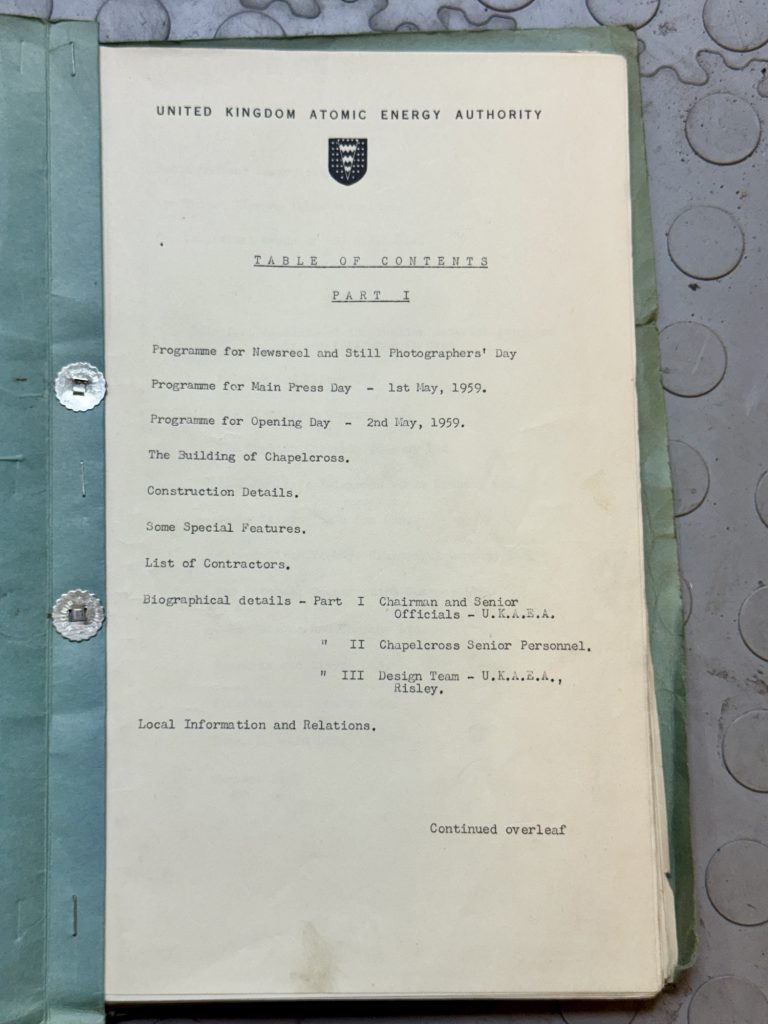 UNITED KINGDOM ATOMIC ENERGY AUTHORITY
TABLE OF CONTENTS
PART I
Programme for Newsreel and Still Photographers' Day
Programme for Main Press Day - 1st May, 1959.
Programme for Opening Day - 2nd May, 1959.
The Building of Chapelcross.
Construction Details.
Some Special Features.
List of Contractors.
Biographical details - Part I Chairman and Senior
Officials - U.K.A.E.A.
" II Chapelcross Senior Personnel.
" III Design Team - U.K.A.E.A.,
Risley.
Local Information and Relations.
Continued overleaf